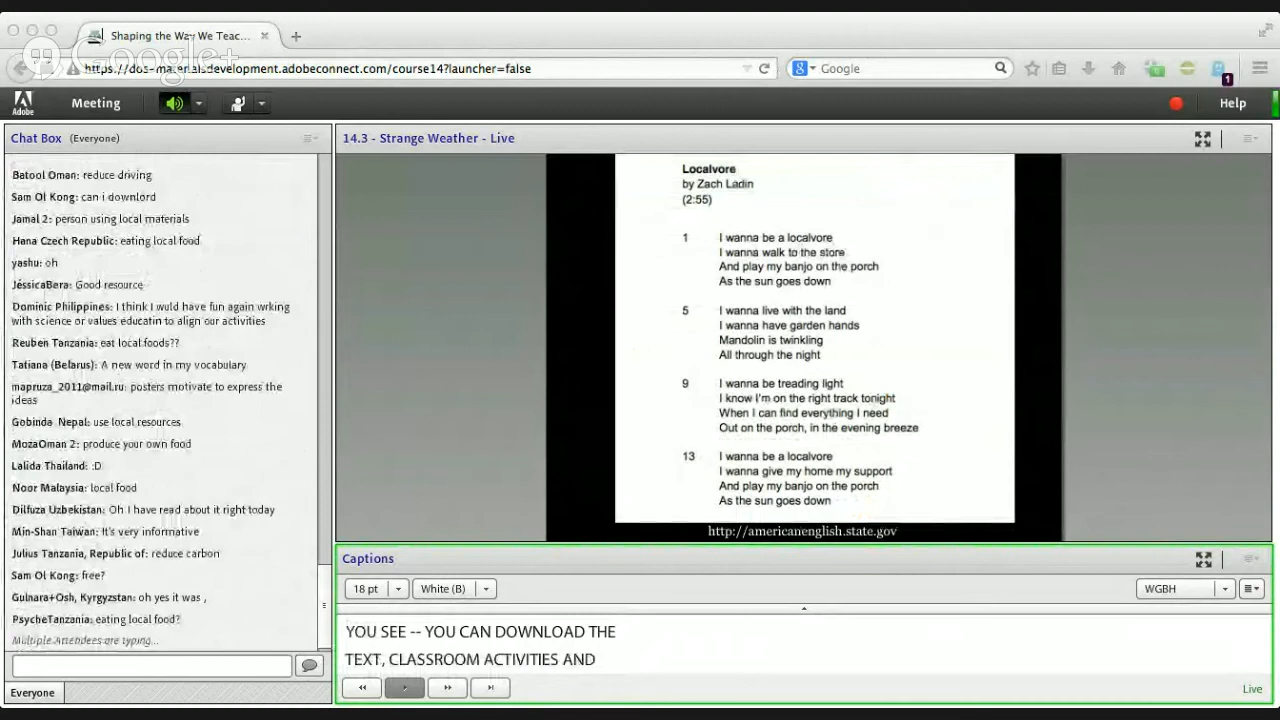 Shaping the Way We Teac...
Google+
https://dos-materialsdevelopment.adobeconnect.com/course14?launcher=false
Google
1
Adobe
Meeting
Help
Chat Box (Everyone)
Batool Oman: reduce driving
Sam Ol Kong: can i downlord
Jamal 2: person using local materials
Hana Czech Republic: eating local food
yashu: oh
JessicaBera: Good resource
Dominic Philippines: I think I wuld have fun again wrking
with science or values educatin to align our activities
Reuben Tanzania: eat local foods??
Tatiana (Belarus): A new word in my vocabulary
mapruza_2011@mail.ru: posters motivate to express the
ideas
Gobinda Nepal: use local resources
MozaOman 2: produce your own food
Lalida Thailand: :D
Noor Malaysia: local food
Dilfuza Uzbekistan: Oh I have read about it right today
Min-Shan Taiwan: It's very informative
Julius Tanzania, Republic of: reduce carbon
Sam Ol Kong: free?
Gulnara+Osh, Kyrgyzstan: oh yes it was ,
PsycheTanzania: eating local food?
Multiple Attendees are typing...
Everyone
14.3 - Strange Weather - Live
Localvore
by Zach Ladin
(2:55)
1 I wanna be a localvore
I wanna walk to the store
And play my banjo on the porch
As the sun goes down
5 I wanna live with the land
I wanna have garden hands
Mandolin is twinkling
All through the night
9 I wanna be treading light
I know I'm on the right track tonight
When I can find everything I need
Out on the porch, in the evening breeze
13 I wanna be a localvore
I wanna give my home my support
And play my banjo on the porch
As the sun goes down
http://americanenglish.state.gov
Captions
18 pt
White (B)
WGBH
YOU SEE -- YOU CAN DOWNLOAD THE
TEXT, CLASSROOM ACTIVITIES AND
Live